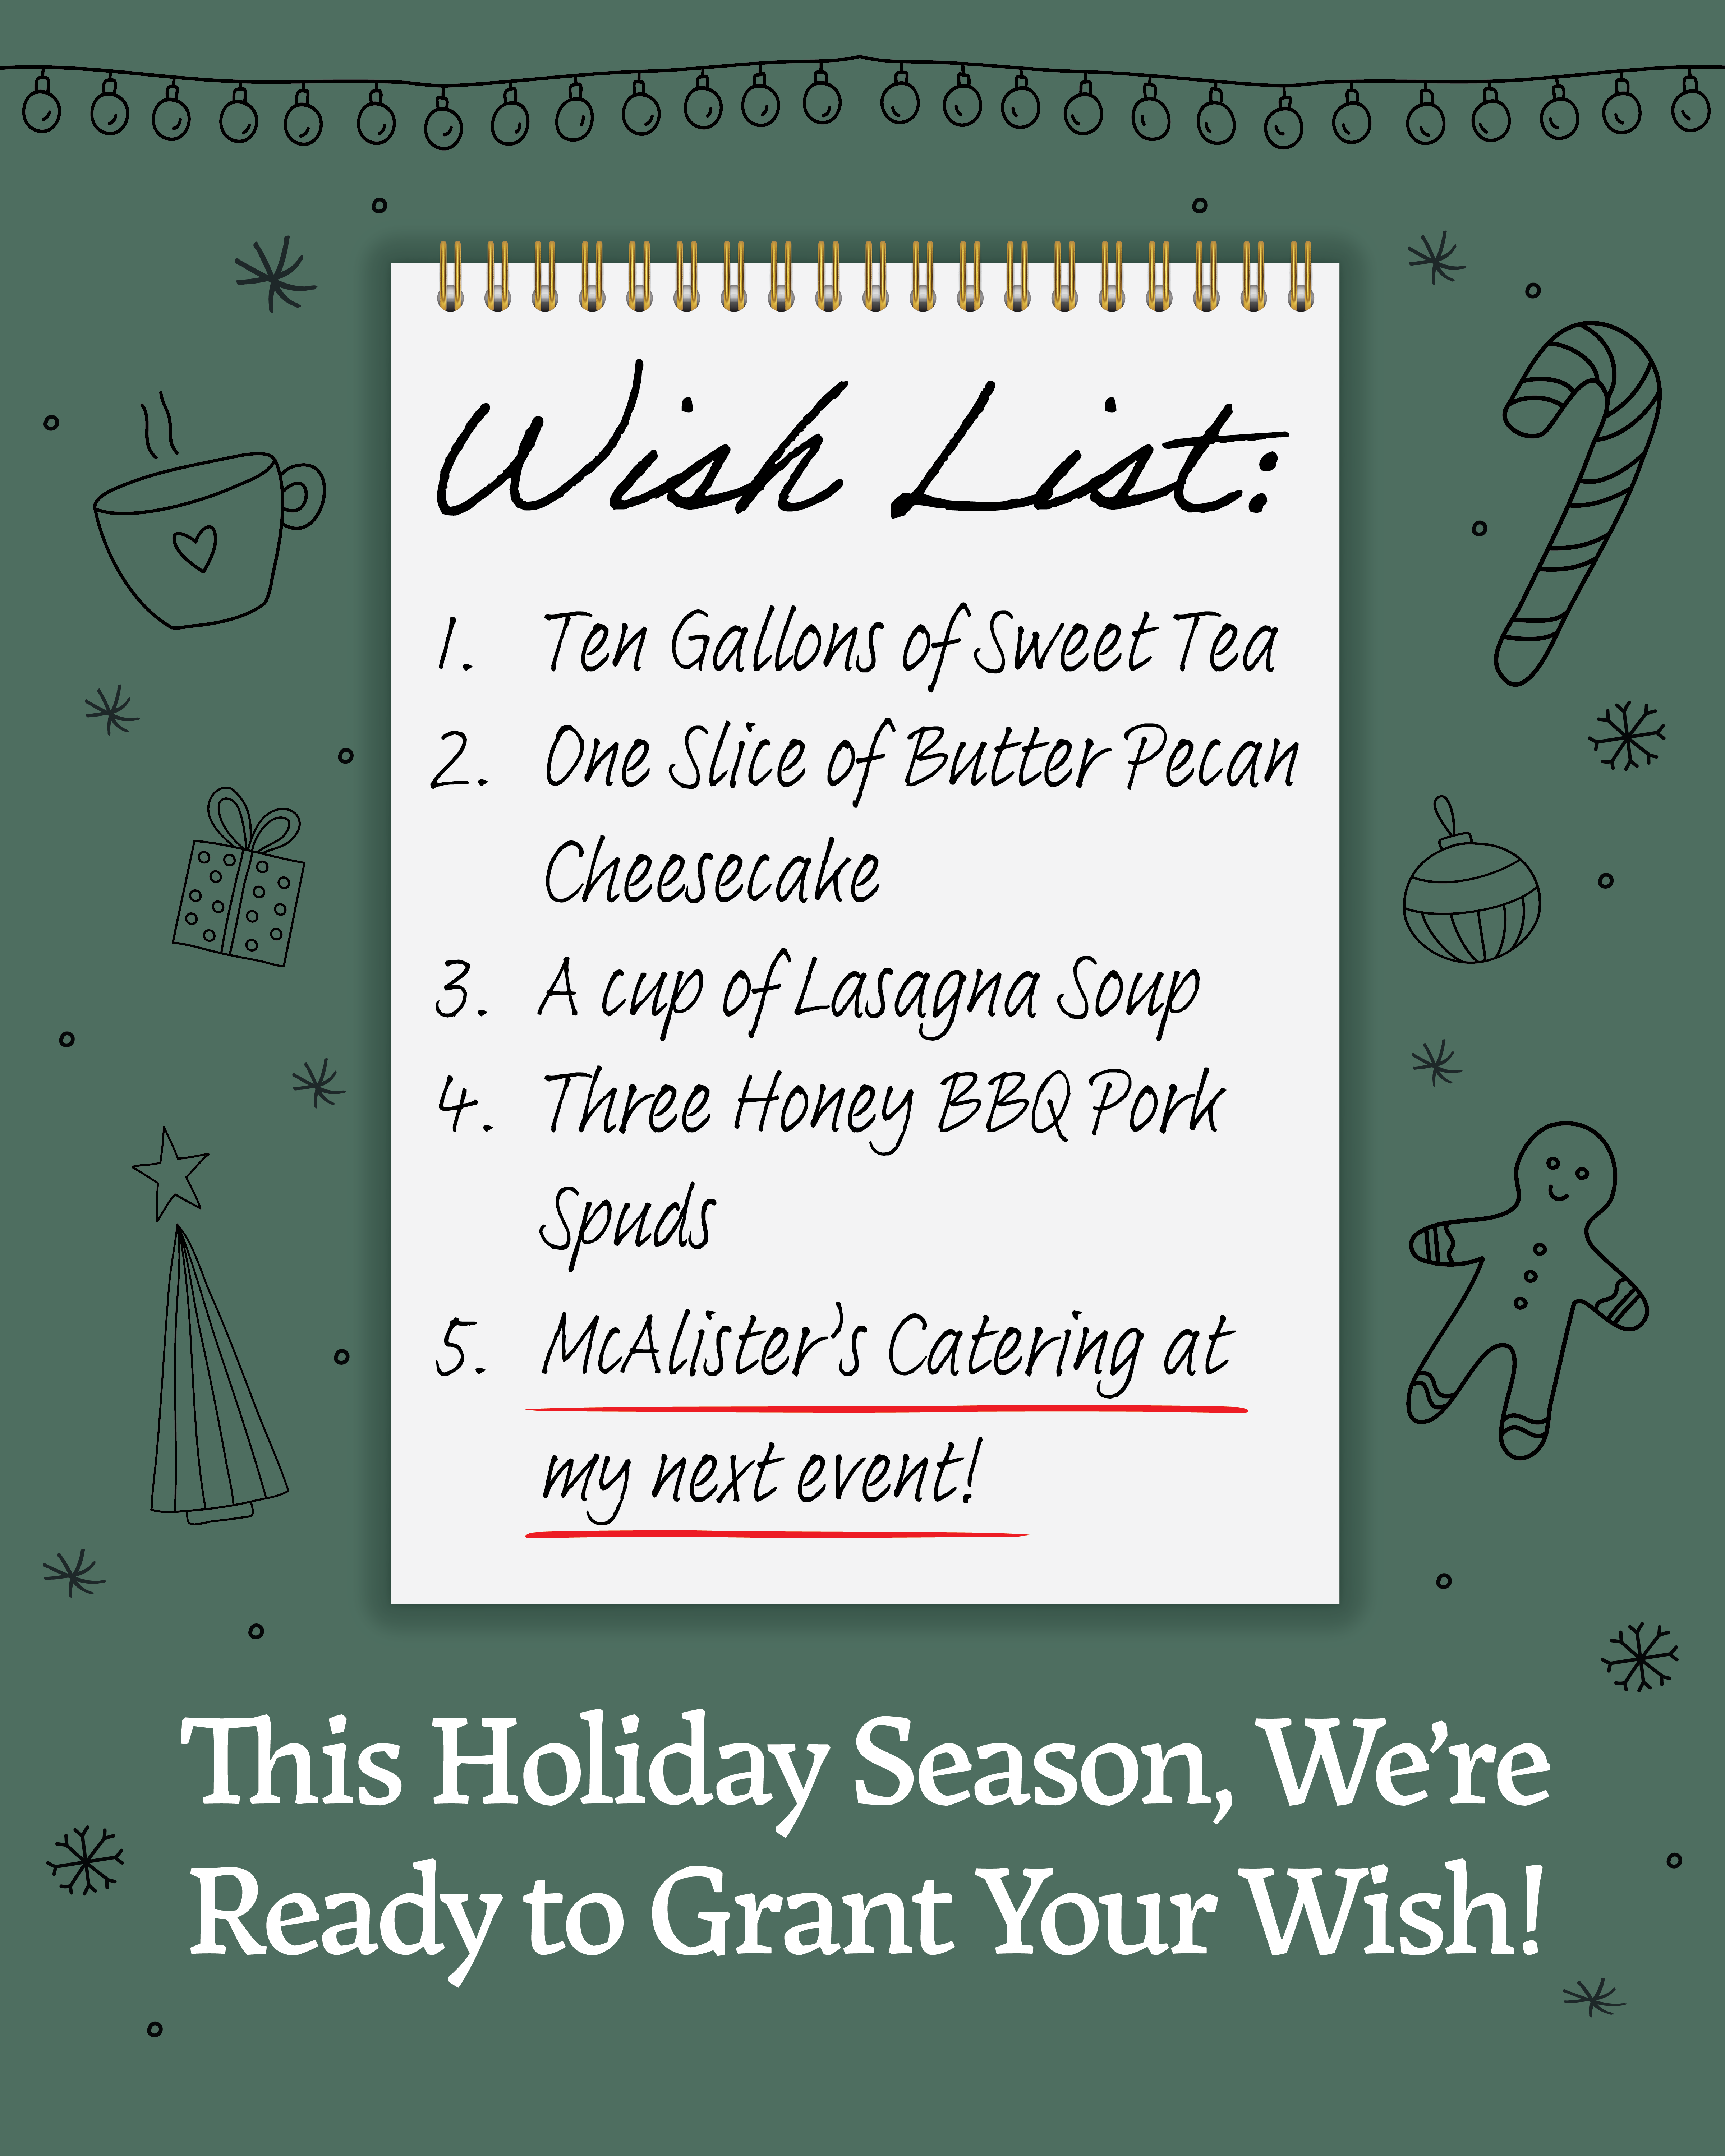 Wish List:
1. Ten Gallons of Sweet Tea
2. One Slice of Butter Pecan
Cheesecake
3. A cup of Lasagna Soup
4. Three Honey BBQ Pork
Spuds
5. McAlister's Catering at
my next event!
This Holiday Season, We're
Ready to Grant Your Wish!